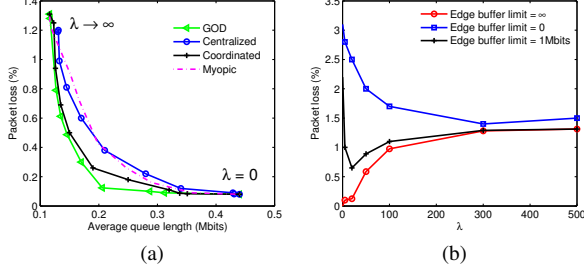 1.4
1.2
1
0.8
0.6
0.4
0.2
0
Packet loss (%)
λ → ∞
λ = 0
GOD
Centralized
Coordinated
Myopic
0.1 0.2 0.3 0.4 0.5
Average queue length (Mbits)
(a)
3.5
3
2.5
2
1.5
1
0.5
0
Packet loss (%)
Edge buffer limit = ∞
Edge buffer limit = 0
Edge buffer limit = 1Mbits
0 100 200 300 400 500
λ
(b)